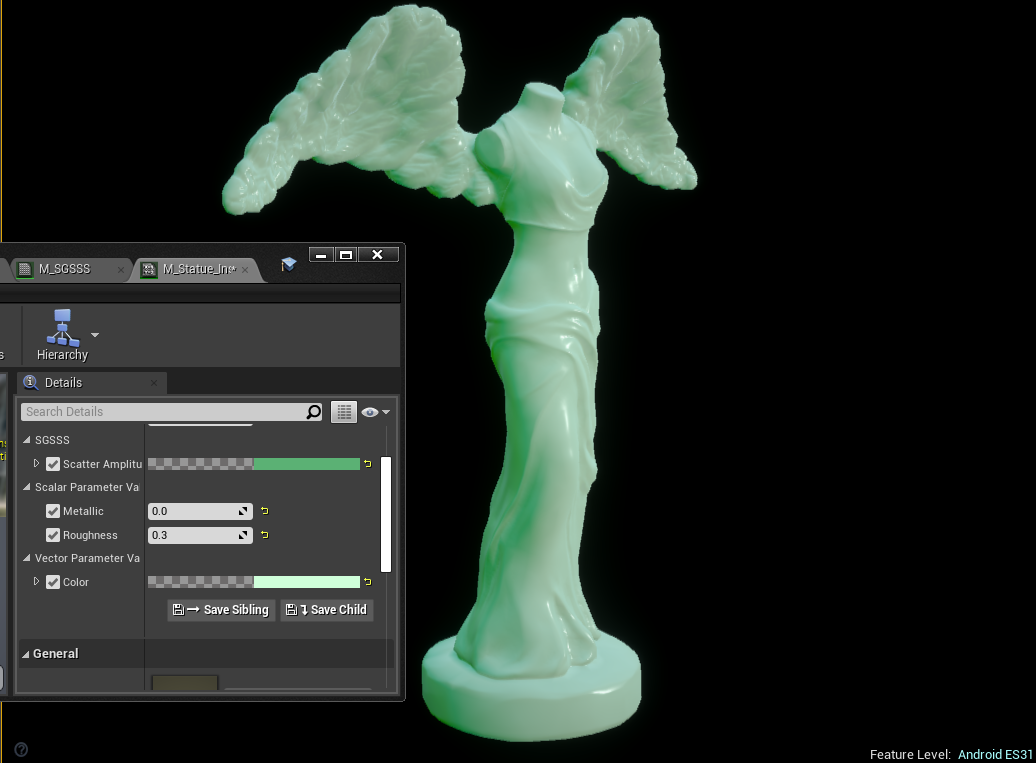 M_SGSSS
M_Statue_Ins*
Hierarchy
Details
Search Details
SGSSS
Scatter Amplitu
Scalar Parameter Va
Metallic 0.0
Roughness 0.3
Vector Parameter Va
Color
Save Sibling Save Child
General
Feature Level: Android ES31